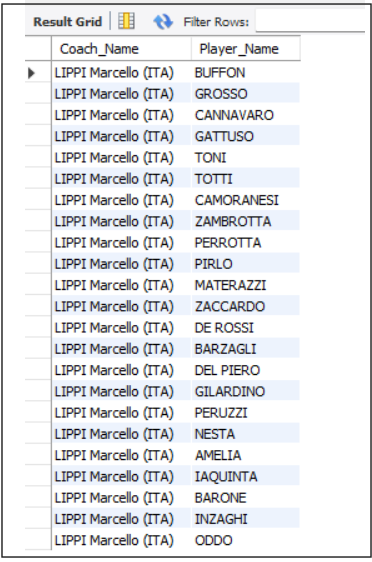 Result Grid Filter Rows:
Coach_Name Player_Name
LIPPI Marcello (ITA) BUFFON
LIPPI Marcello (ITA) GROSSO
LIPPI Marcello (ITA) CANNAVARO
LIPPI Marcello (ITA) GATTUSO
LIPPI Marcello (ITA) TONI
LIPPI Marcello (ITA) TOTTI
LIPPI Marcello (ITA) CAMORANESI
LIPPI Marcello (ITA) ZAMBROTTA
LIPPI Marcello (ITA) PERROTTA
LIPPI Marcello (ITA) PIRLO
LIPPI Marcello (ITA) MATERAZZI
LIPPI Marcello (ITA) ZACCARDO
LIPPI Marcello (ITA) DE ROSSI
LIPPI Marcello (ITA) BARZAGLI
LIPPI Marcello (ITA) DEL PIERO
LIPPI Marcello (ITA) GILARDINO
LIPPI Marcello (ITA) PERUZZI
LIPPI Marcello (ITA) NESTA
LIPPI Marcello (ITA) AMELIA
LIPPI Marcello (ITA) IAQUINTA
LIPPI Marcello (ITA) BARONE
LIPPI Marcello (ITA) INZAGHI
LIPPI Marcello (ITA) ODDO